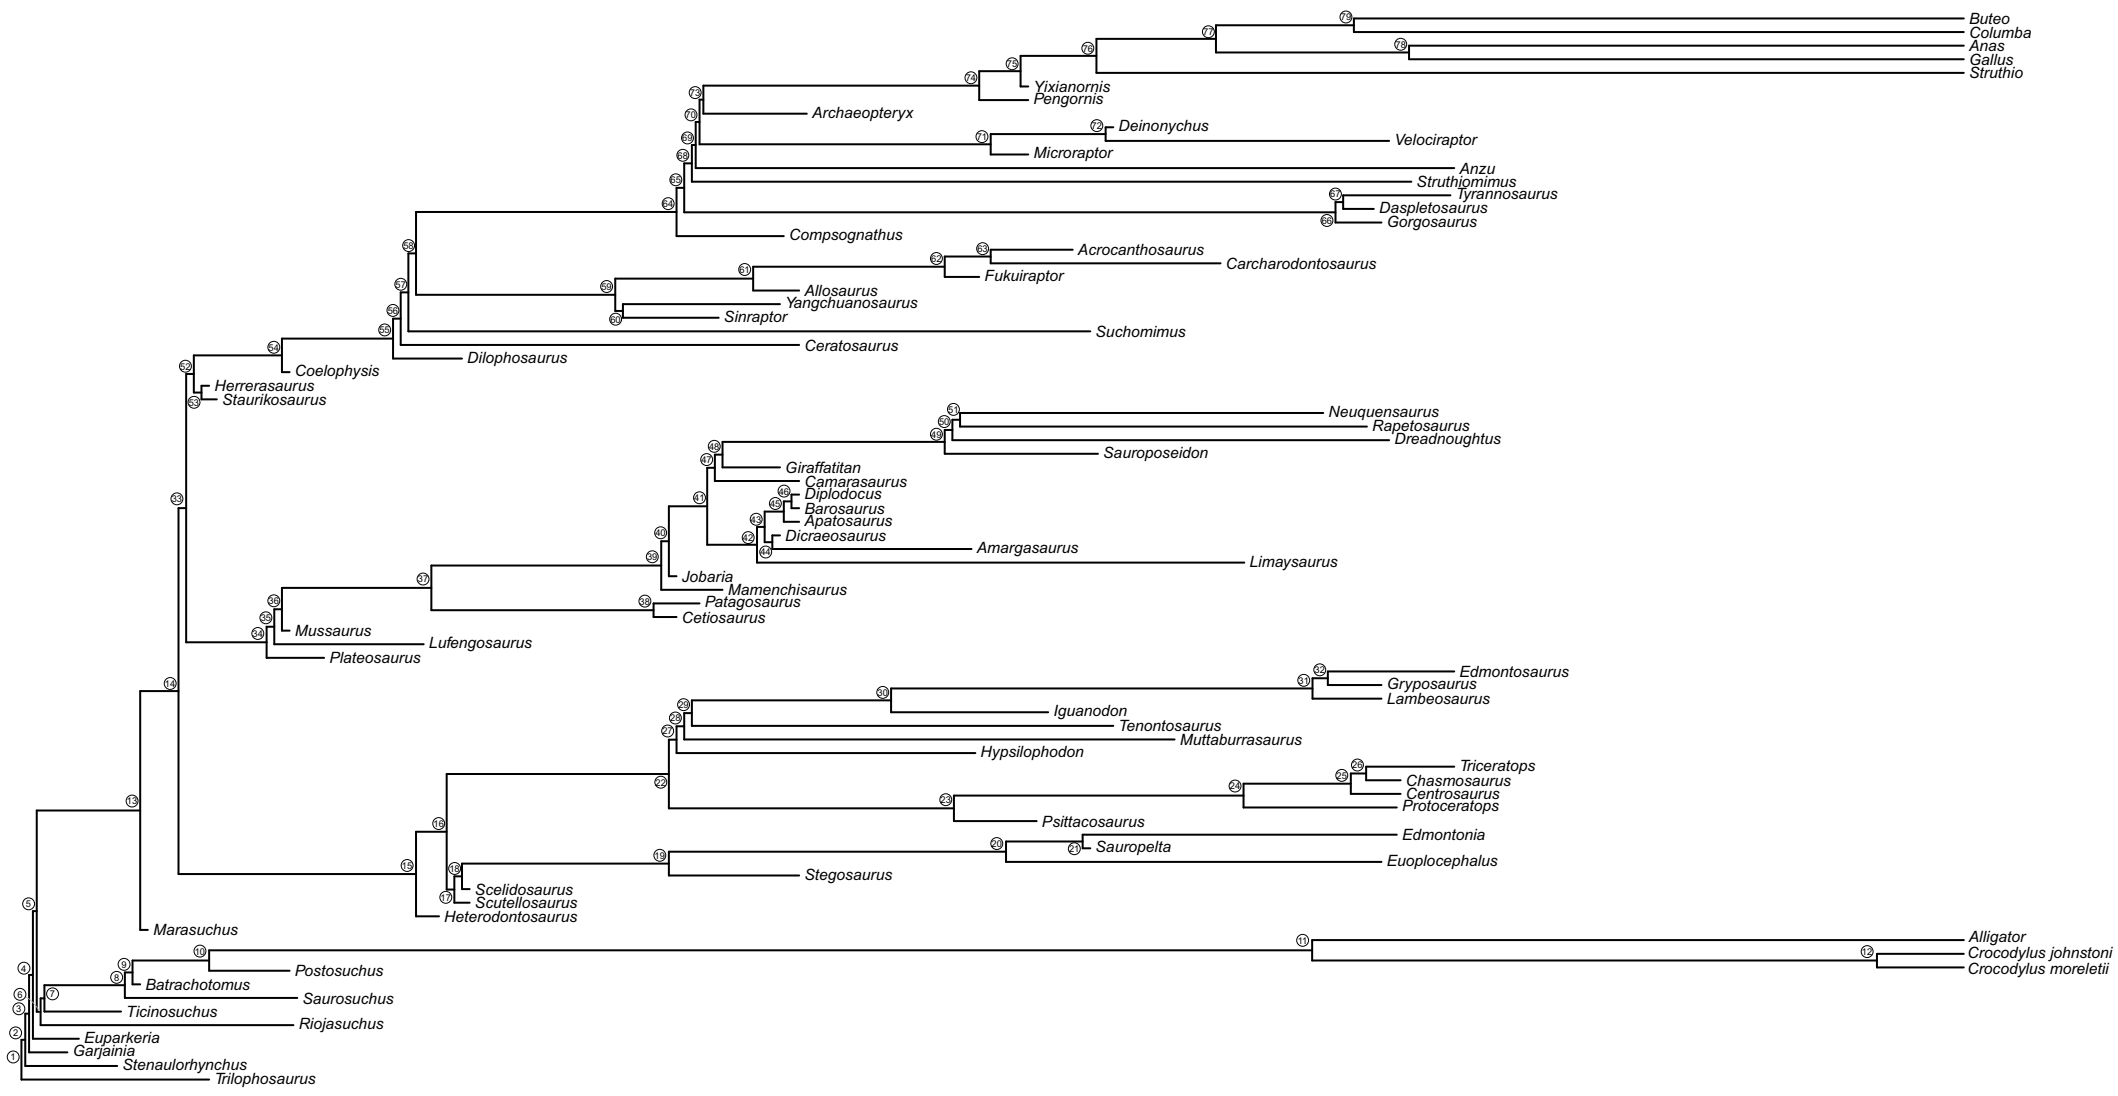 79 Buteo
Columba
77
78 Anas
Gallus
76
Struthio
75
74 Yixianornis
Pengornis
73
Archaeopteryx
70
72 Deinonychus
71 Velociraptor
Microraptor
69
68 Anzu
65 Struthiomimus
67 Tyrannosaurus
Daspletosaurus
66 Gorgosaurus
64
Compsognathus
58
63 Acrocanthosaurus
62 Carcharodontosaurus
61 Fukuiraptor
59 Allosaurus
Yangchuanosaurus
60 Sinraptor
57
56
55 Suchomimus
Ceratosaurus
54 Dilophosaurus
52 Coelophysis
Herrerasaurus
53 Staurikosaurus
51 Neuquensaurus
50 Rapetosaurus
49 Dreadnoughtus
48 Sauroposeidon
47 Giraffatitan
Camarasaurus
46 Diplodocus
45 Barosaurus
41
43 Apatosaurus
42 Dicraeosaurus
44 Amargasaurus
33
40
39 Limaysaurus
37 Jobaria
Mamenchisaurus
38 Patagosaurus
Cetiosaurus
36
35 Mussaurus
34 Lufengosaurus
Plateosaurus
32 Edmontosaurus
31 Gryposaurus
30 Lambeosaurus
14
29 Iguanodon
28 Tenontosaurus
27 Muttaburrasaurus
Hypsilophodon
26 Triceratops
25 Chasmosaurus
22
24 Centrosaurus
23 Protoceratops
13
16 Psittacosaurus
Edmontonia
20
21 Sauropelta
19 Euoplocephalus
15
18 Stegosaurus
Scelidosaurus
17 Scutellosaurus
5 Heterodontosaurus
Marasuchus
11 Alligator
10
12 Crocodylus johnstoni
9 Crocodylus moreletii
4 Postosuchus
8 Batrachotomus
6 7 Saurosuchus
3 Ticinosuchus
Riojasuchus
2 Euparkeria
1 Garjainia
Stenaulorhynchus
Trilophosaurus